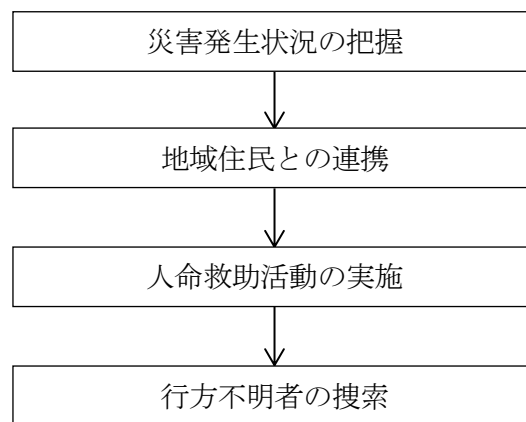 災害発生状況の把握
地域住民との連携
人命救助活動の実施
行方不明者の捜索